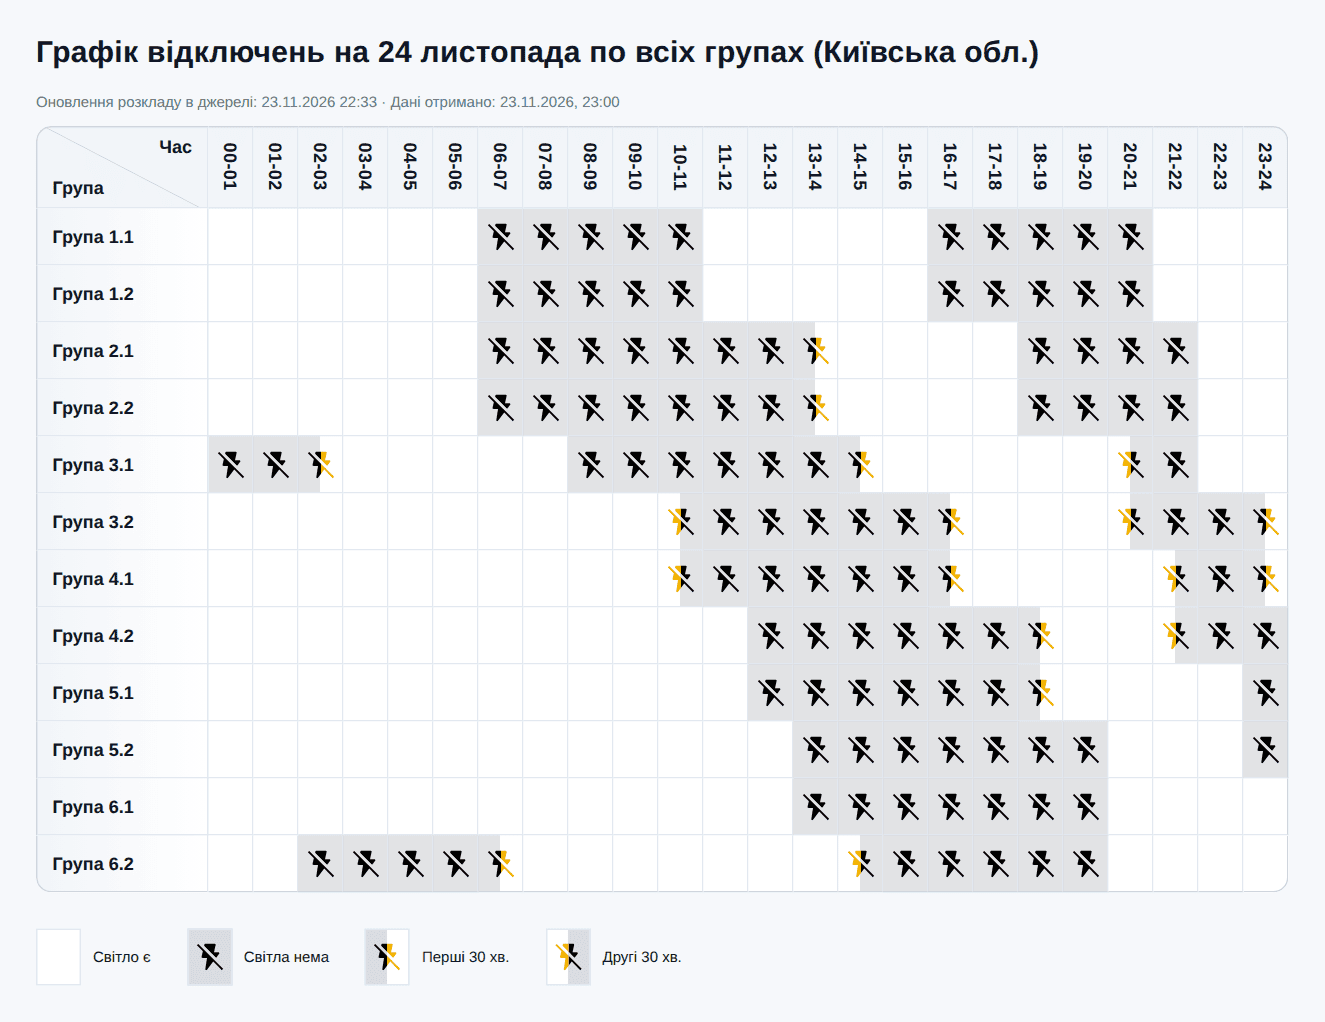 Графік відключень на 24 листопада по всіх групах (Київська обл.)
Оновлення розкладу в джерелі: 23.11.2026 22:33 · Дані отримано: 23.11.2026, 23:00
Час
Група
00-01 01-02 02-03 03-04 04-05 05-06 06-07 07-08 08-09 09-10 10-11 11-12 12-13 13-14 14-15 15-16 16-17 17-18 18-19 19-20 20-21 21-22 22-23 23-24
Група 1.1
Група 1.2
Група 2.1
Група 2.2
Група 3.1
Група 3.2
Група 4.1
Група 4.2
Група 5.1
Група 5.2
Група 6.1
Група 6.2
Світло є Світла нема Перші 30 хв. Другі 30 хв.